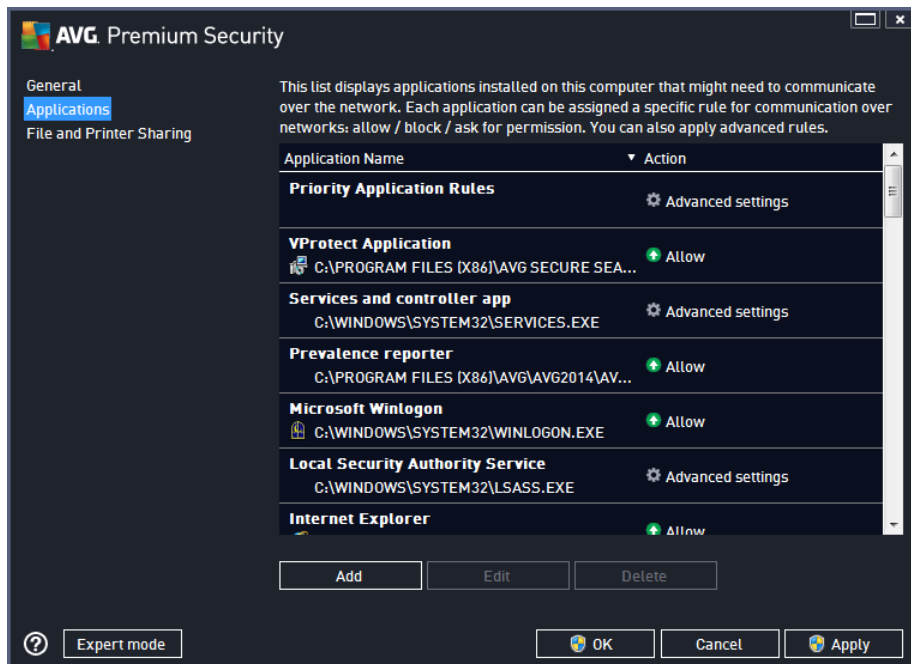 AVG. Premium Security
General
Applications
File and Printer Sharing
This list displays applications installed on this computer that might need to communicate
over the network. Each application can be assigned a specific rule for communication over
networks: allow / block / ask for permission. You can also apply advanced rules.
Application Name Action
Priority Application Rules
Advanced settings
VProtect Application
C:\PROGRAM FILES (X86)\AVG SECURE SEA... Allow
Services and controller app
C:\WINDOWS\SYSTEM32\SERVICES.EXE Advanced settings
Prevalence reporter
C:\PROGRAM FILES (X86)\AVG\AVG2014\AV... Allow
Microsoft Winlogon
C:\WINDOWS\SYSTEM32\WINLOGON.EXE Allow
Local Security Authority Service
C:\WINDOWS\SYSTEM32\LSASS.EXE Advanced settings
Internet Explorer
Allow
Add Edit Delete
? Expert mode OK Cancel Apply